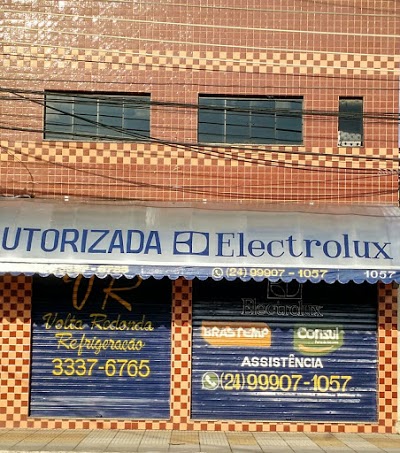 UTORIZADA Electrolux
-6765 (24) 99907-1057 1057
VR
Volta Redonda
Refrigeração
3337-6765
Electrolux
BRASTEMP Consul
ASSISTÊNCIA
(24) 99907-1057